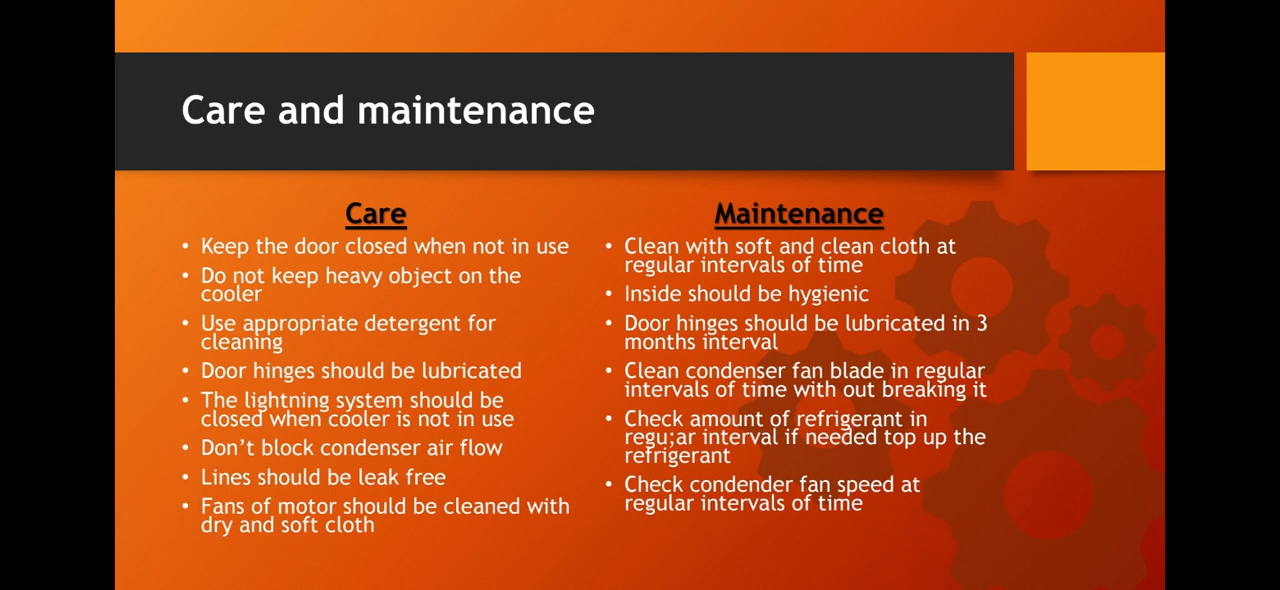 Care and maintenance
Care
• Keep the door closed when not in use
• Do not keep heavy object on the
cooler
• Use appropriate detergent for
cleaning
• Door hinges should be lubricated
• The lightning system should be
closed when cooler is not in use
• Don’t block condenser air flow
• Lines should be leak free
• Fans of motor should be cleaned with
dry and soft cloth
Maintenance
• Clean with soft and clean cloth at
regular intervals of time
• Inside should be hygienic
• Door hinges should be lubricated in 3
months interval
• Clean condenser fan blade in regular
intervals of time with out breaking it
• Check amount of refrigerant in
regu;ar interval if needed top up the
refrigerant
• Check condender fan speed at
regular intervals of time